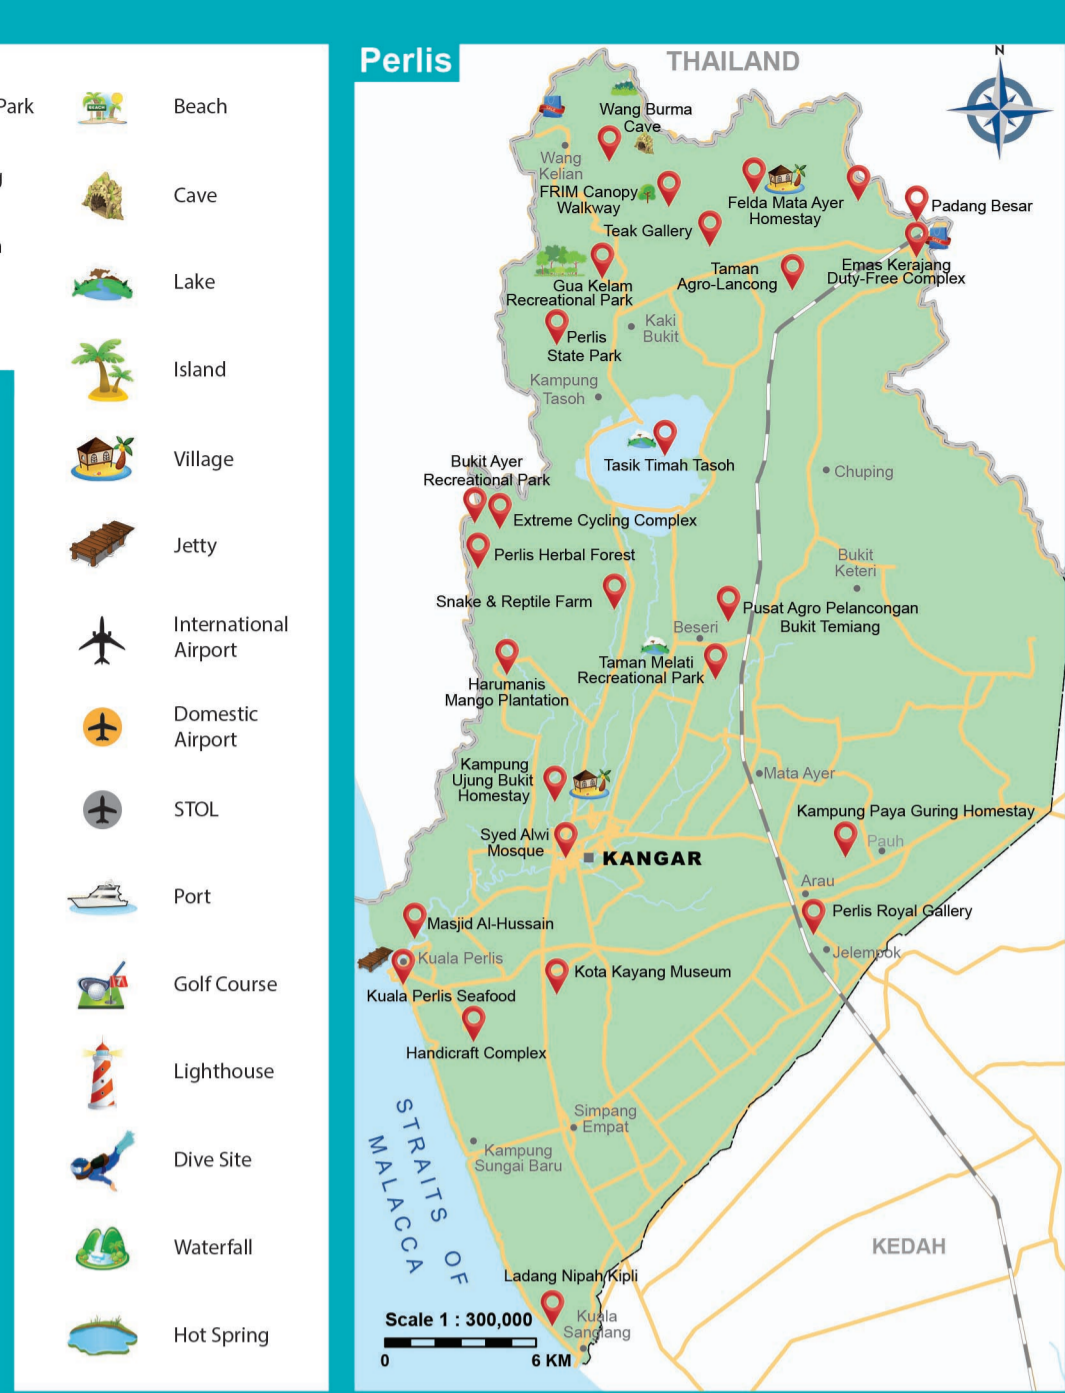 Park
Beach
Cave
Lake
Island
Village
Jetty
International
Airport
Domestic
Airport
STOL
Port
Golf Course
Lighthouse
Dive Site
Waterfall
Hot Spring
Perlis
THAILAND
N
Wang Burma
Cave
Wang
Kelian
FRIM Canopy
Walkway
Felda Mata Ayer
Homestay
Padang Besar
Teak Gallery
Emas Kerajang
Duty-Free Complex
Taman
Agro-Lancong
Gua Kelam
Recreational Park
Kaki
Bukit
Perlis
State Park
Kampung
Tasoh
Tasik Timah Tasoh
Bukit Ayer
Recreational Park
Chuping
Extreme Cycling Complex
Perlis Herbal Forest
Bukit
Keteri
Snake & Reptile Farm
Pusat Agro Pelancongan
Bukit Temiang
Beseri
Taman Melati
Recreational Park
Harumanis
Mango Plantation
Kampung
Ujung Bukit
Homestay
Mata Ayer
Kampung Paya Guring Homestay
Syed Alwi
Mosque
Pauh
KANGAR
Arau
Perlis Royal Gallery
Masjid Al-Hussain
Jelempok
Kuala Perlis
Kota Kayang Museum
Kuala Perlis Seafood
Handicraft Complex
STRAITS OF
MALACCA
Simpang
Empat
Kampung
Sungai Baru
KEDAH
Ladang Nipah Kipli
Kuala
Sanglang
Scale 1 : 300,000
0 6 KM